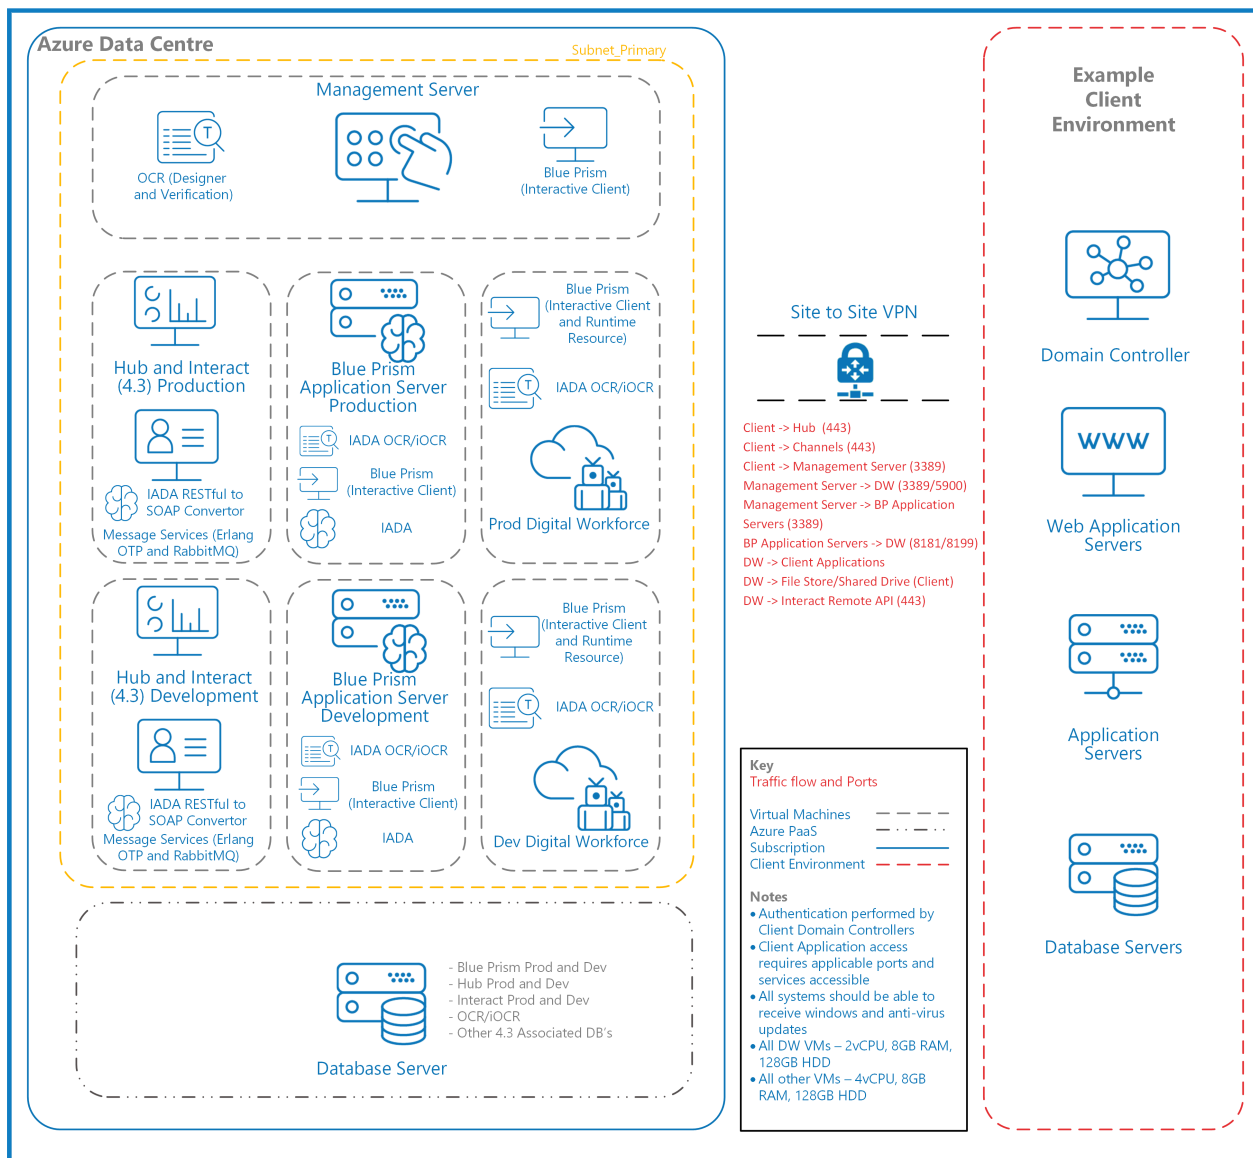 Azure Data Centre
Subnet_Primary
Management Server
OCR (Designer
and Verification)
Blue Prism
(Interactive Client)
Hub and Interact
(4.3) Production
IADA RESTful to
SOAP Convertor
Message Services (Erlang
OTP and RabbitMQ)
Blue Prism
Application Server
Production
IADA OCR/iOCR
Blue Prism
(Interactive Client)
IADA
Blue Prism
(Interactive Client
and Runtime
Resource)
IADA OCR/iOCR
Prod Digital Workforce
Hub and Interact
(4.3) Development
IADA RESTful to
SOAP Convertor
Message Services (Erlang
OTP and RabbitMQ)
Blue Prism
Application Server
Development
IADA OCR/iOCR
Blue Prism
(Interactive Client)
IADA
Blue Prism
(Interactive Client
and Runtime
Resource)
IADA OCR/iOCR
Dev Digital Workforce
- Blue Prism Prod and Dev
- Hub Prod and Dev
- Interact Prod and Dev
- OCR/iOCR
- Other 4.3 Associated DB's
Database Server
Site to Site VPN
Client -> Hub (443)
Client -> Channels (443)
Client -> Management Server (3389)
Management Server -> DW (3389/5900)
Management Server -> BP Application
Servers (3389)
BP Application Servers -> DW (8181/8199)
DW -> Client Applications
DW -> File Store/Shared Drive (Client)
DW -> Interact Remote API (443)
Key
Traffic flow and Ports
Virtual Machines
Azure PaaS
Subscription
Client Environment
Notes
• Authentication performed by
Client Domain Controllers
• Client Application access
requires applicable ports and
services accessible
• All systems should be able to
receive windows and anti-virus
updates
• All DW VMs – 2vCPU, 8GB RAM,
128GB HDD
• All other VMs – 4vCPU, 8GB
RAM, 128GB HDD
Example
Client
Environment
Domain Controller
WWW
Web Application
Servers
Application
Servers
Database Servers